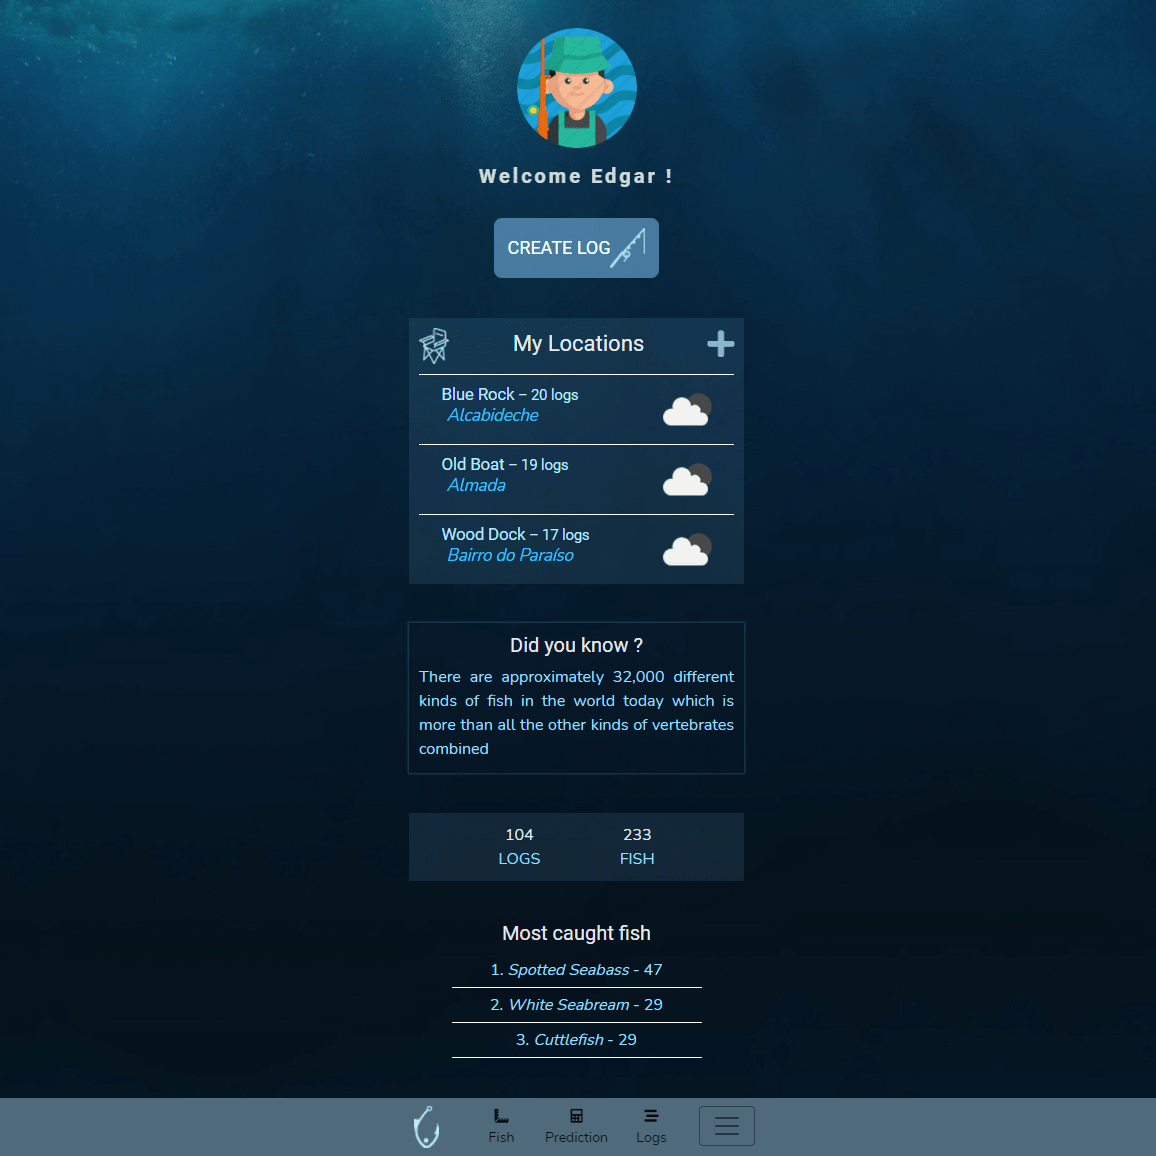 Welcome Edgar !
CREATE LOG
My Locations
Blue Rock – 20 logs
Alcabideche
Old Boat – 19 logs
Almada
Wood Dock – 17 logs
Bairro do Paraíso
Did you know ?
There are approximately 32,000 different
kinds of fish in the world today which is
more than all the other kinds of vertebrates
combined
104 233
LOGS FISH
Most caught fish
1. Spotted Seabass - 47
2. White Seabream - 29
3. Cuttlefish - 29
Fish Prediction Logs